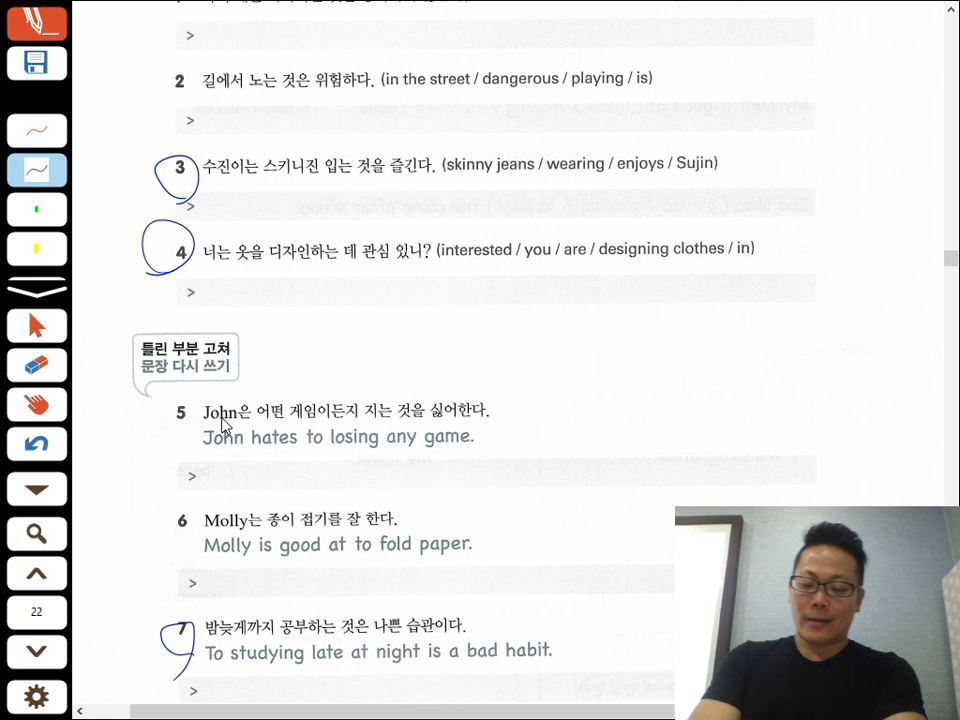 >
2 길에서 노는 것은 위험하다. (in the street / dangerous / playing / is)
>
3 수진이는 스키니진 입는 것을 즐긴다. (skinny jeans / wearing / enjoys / Sujin)
>
4 너는 옷을 디자인하는 데 관심 있니? (interested / you / are / designing clothes / in)
>
틀린 부분 고쳐
문장 다시 쓰기
5 John은 어떤 게임이든지 지는 것을 싫어한다.
John hates to losing any game.
>
6 Molly는 종이 접기를 잘 한다.
Molly is good at to fold paper.
>
7 밤늦게까지 공부하는 것은 나쁜 습관이다.
To studying late at night is a bad habit.
>
22